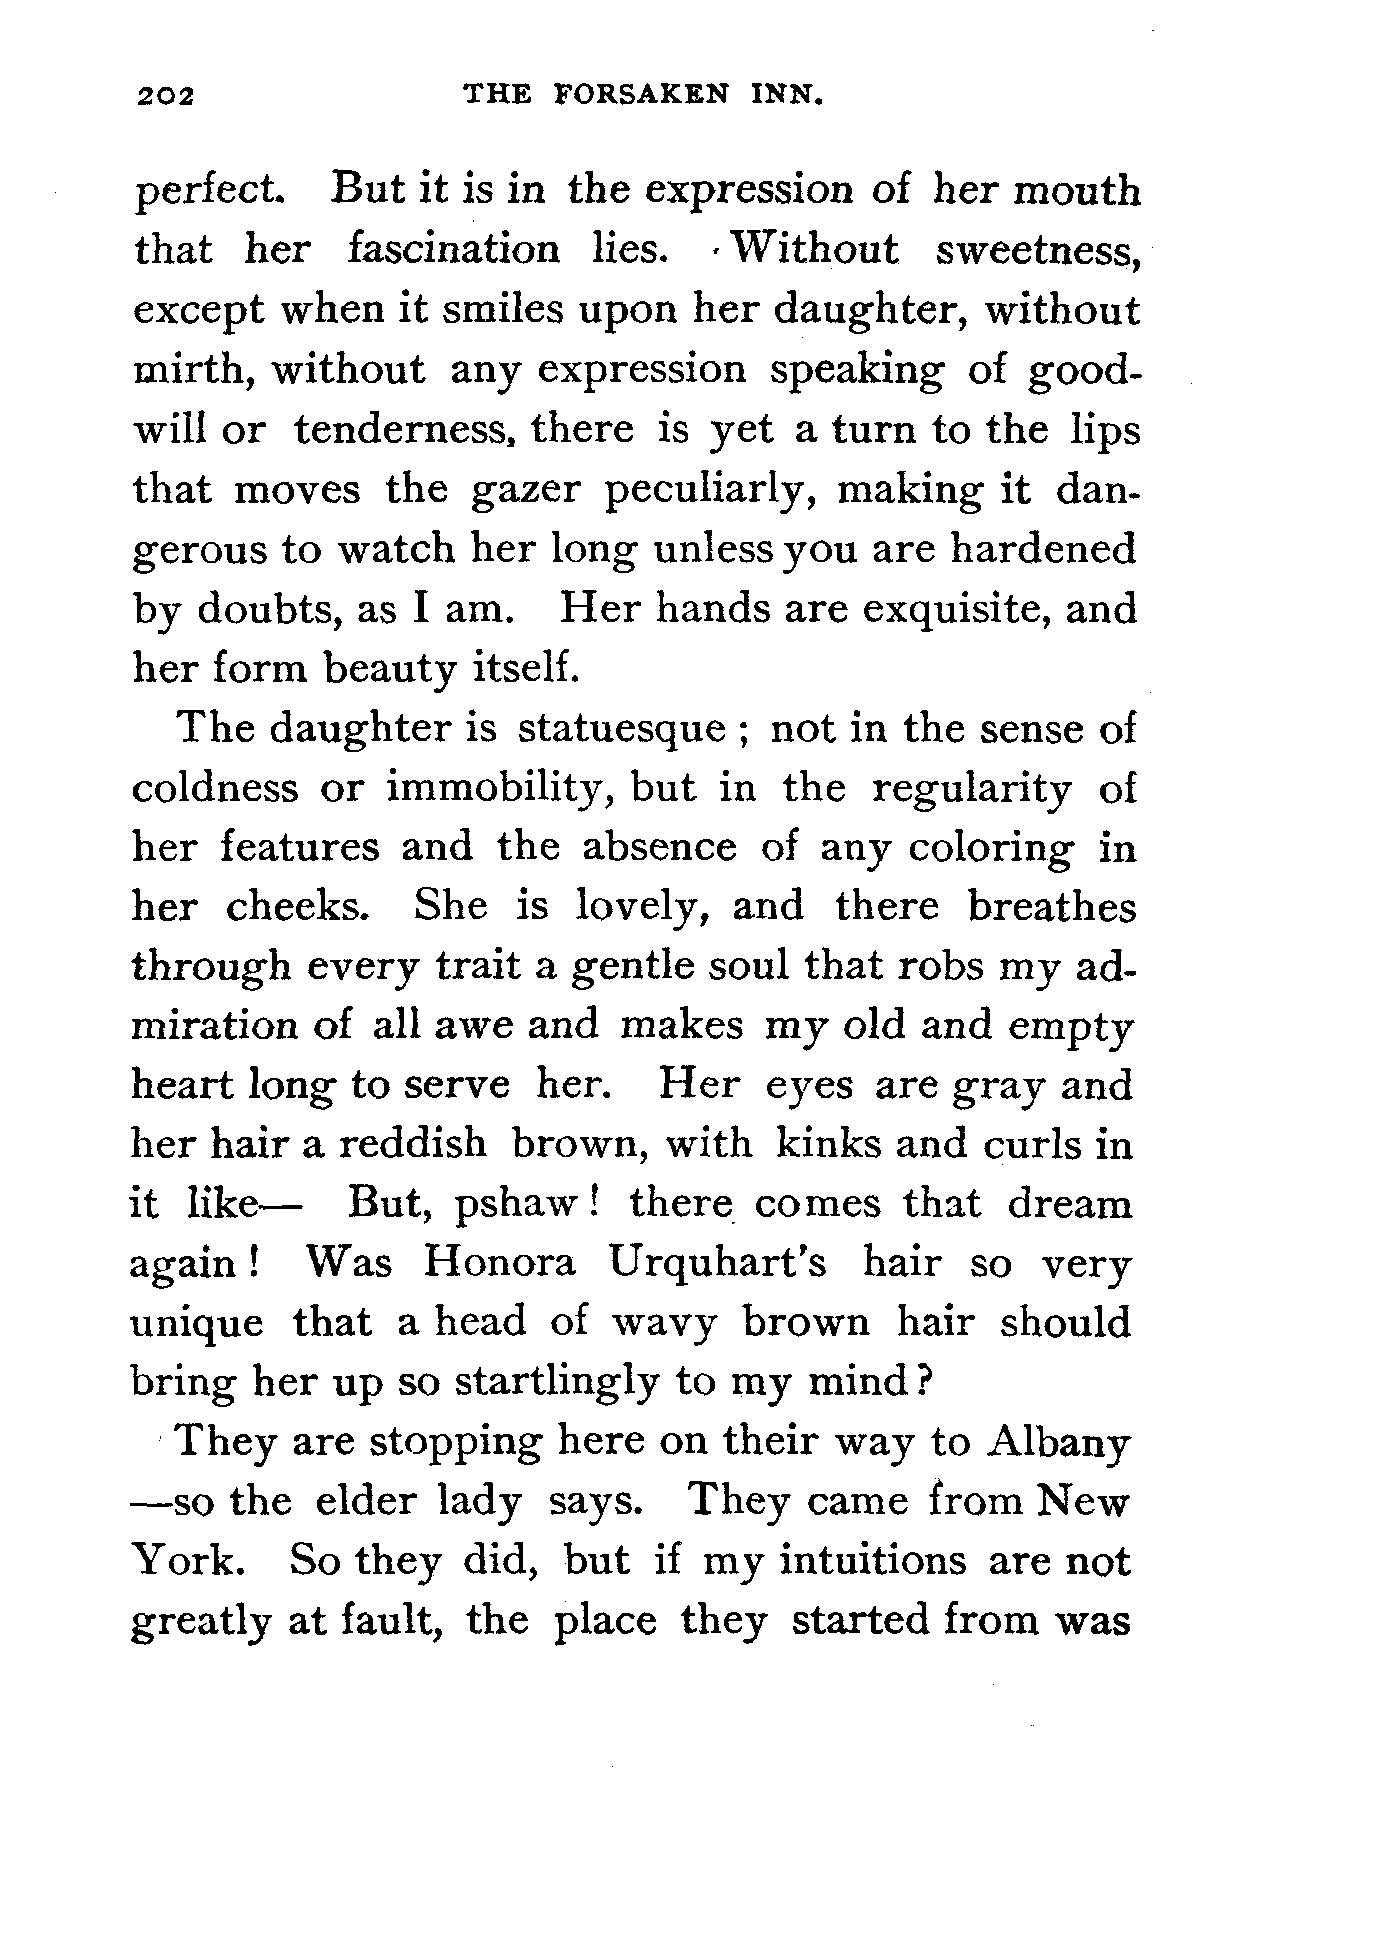 202 THE FORSAKEN INN.
perfect. But it is in the expression of her mouth
that her fascination lies. Without sweetness,
except when it smiles upon her daughter, without
mirth, without any expression speaking of good-
will or tenderness, there is yet a turn to the lips
that moves the gazer peculiarly, making it dan-
gerous to watch her long unless you are hardened
by doubts, as I am. Her hands are exquisite, and
her form beauty itself.
The daughter is statuesque ; not in the sense of
coldness or immobility, but in the regularity of
her features and the absence of any coloring in
her cheeks. She is lovely, and there breathes
through every trait a gentle soul that robs my ad-
miration of all awe and makes my old and empty
heart long to serve her. Her eyes are gray and
her hair a reddish brown, with kinks and curls in
it like— But, pshaw ! there comes that dream
again ! Was Honora Urquhart's hair so very
unique that a head of wavy brown hair should
bring her up so startlingly to my mind ?
They are stopping here on their way to Albany
—so the elder lady says. They came from New
York. So they did, but if my intuitions are not
greatly at fault, the place they started from was